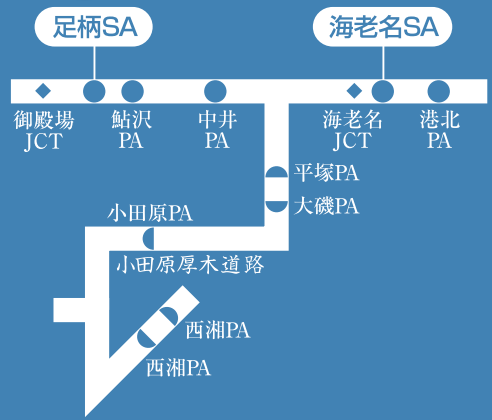 足柄SA
海老名SA
御殿場
JCT
鮎沢
PA
中井
PA
海老名
JCT
港北
PA
平塚PA
大磯PA
小田原PA
小田原厚木道路
西湘PA
西湘PA